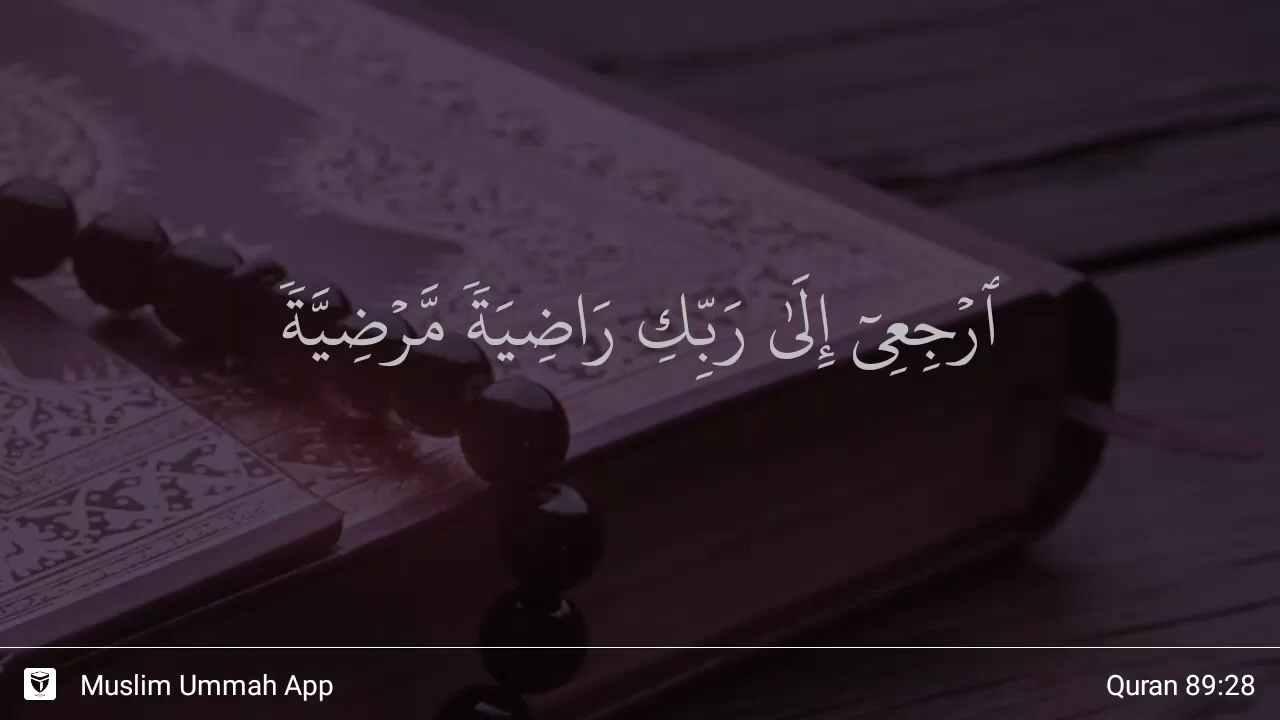 ٱرْجِعِىٓ إِلَىٰ رَبِّكِ رَاضِيَةً مَّرْضِيَّةً
Muslim Ummah App
Quran 89:28